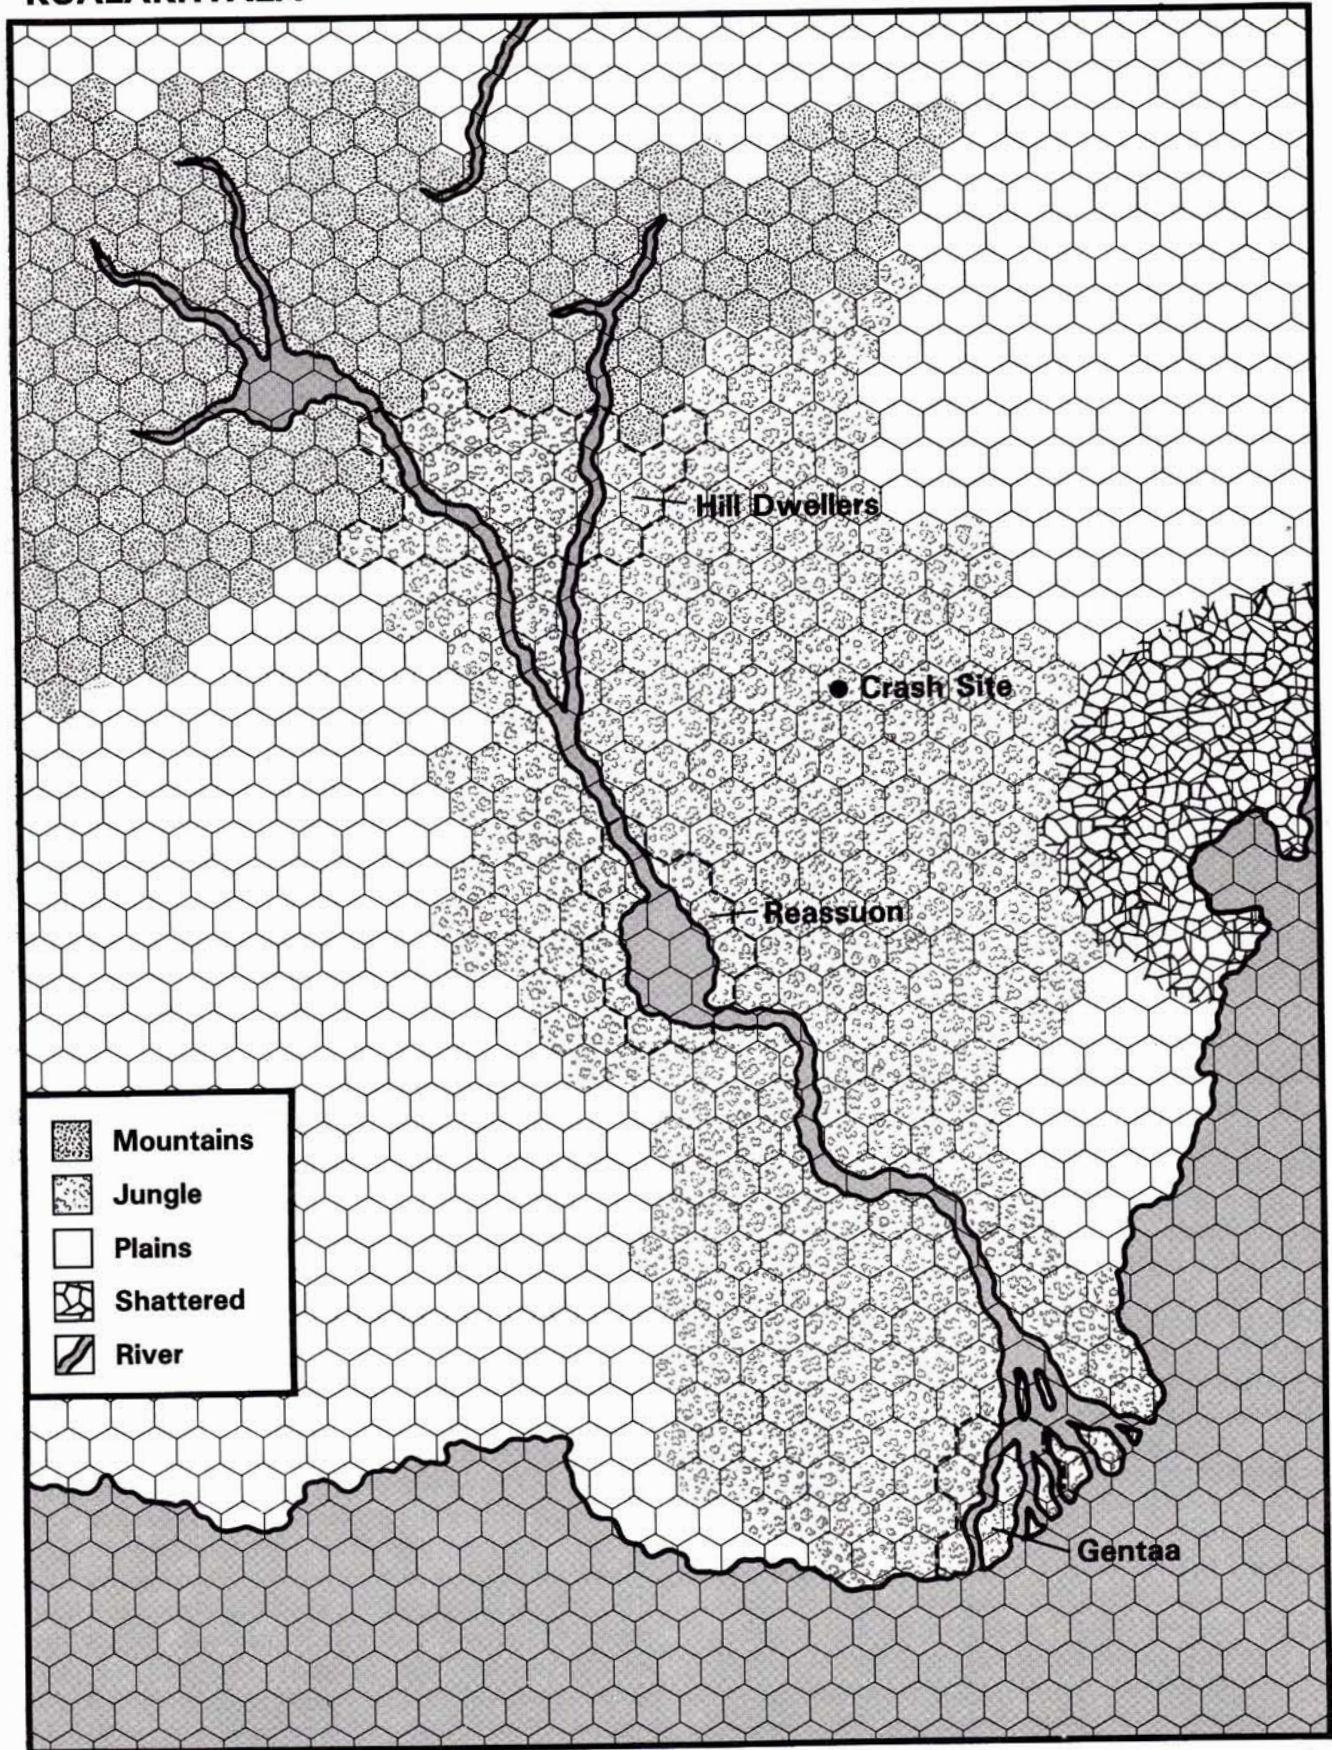 Hill Dwellers
Crash Site
Reassuon
Mountains
Jungle
Plains
Shattered
River
Gentaa